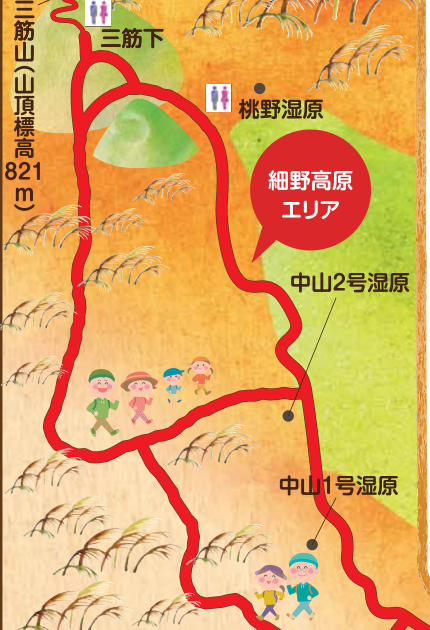 三筋山(山頂標高821m)
三筋下
桃野湿原
細野高原
エリア
中山2号湿原
中山1号湿原